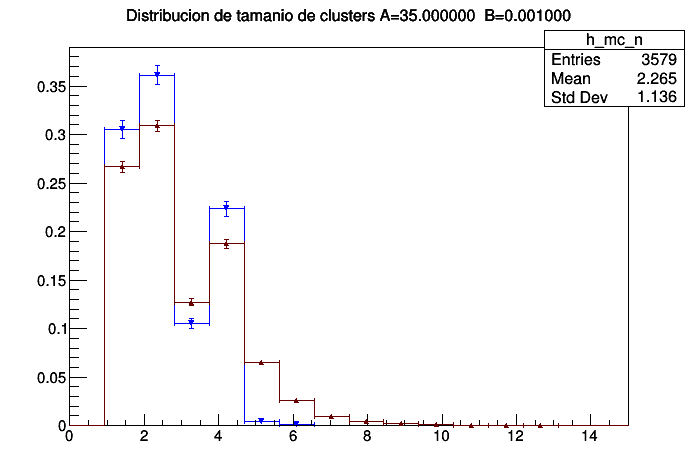 Distribucion de tamanio de clusters A=35.000000 B=0.001000
h_mc_n
Entries 3579
Mean 2.265
Std Dev 1.136
0.35
0.3
0.25
0.2
0.15
0.1
0.05
0
0 2 4 6 8 10 12 14